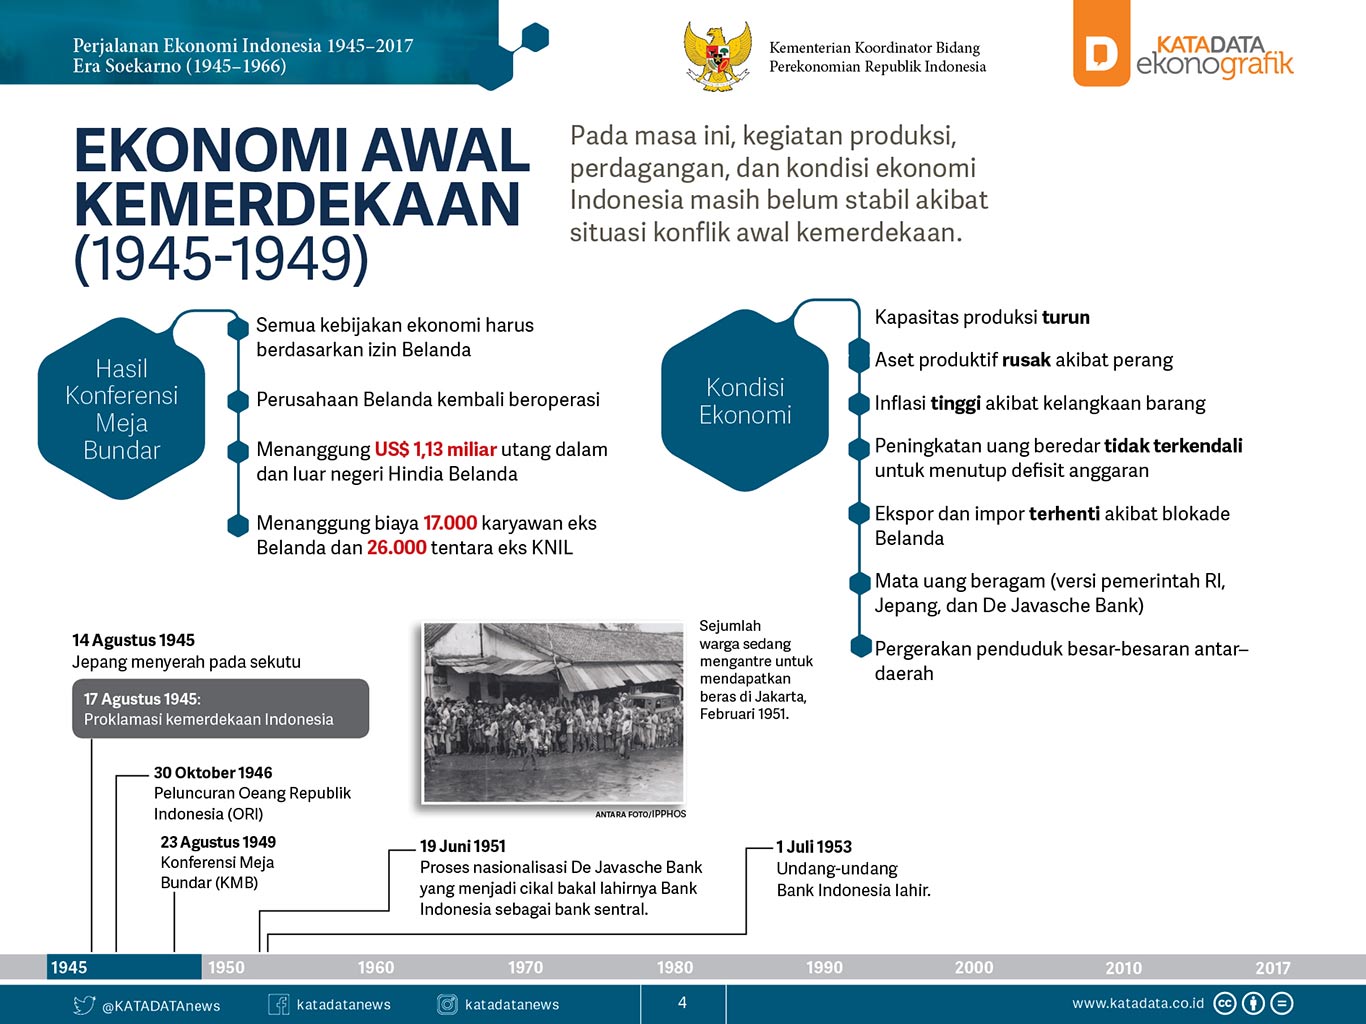 Perjalanan Ekonomi Indonesia 1945–2017
Era Soekarno (1945–1966)
Kementerian Koordinator Bidang
Perekonomian Republik Indonesia
D
KATADATA
ekonografik
EKONOMI AWAL
KEMERDEKAAN
(1945-1949)
Pada masa ini, kegiatan produksi,
perdagangan, dan kondisi ekonomi
Indonesia masih belum stabil akibat
situasi konflik awal kemerdekaan.
Hasil
Konferensi
Meja
Bundar
Semua kebijakan ekonomi harus
berdasarkan izin Belanda
Perusahaan Belanda kembali beroperasi
Menanggung US$ 1,13 miliar utang dalam
dan luar negeri Hindia Belanda
Menanggung biaya 17.000 karyawan eks
Belanda dan 26.000 tentara eks KNIL
Kondisi
Ekonomi
Kapasitas produksi turun
Aset produktif rusak akibat perang
Inflasi tinggi akibat kelangkaan barang
Peningkatan uang beredar tidak terkendali
untuk menutup defisit anggaran
Ekspor dan impor terhenti akibat blokade
Belanda
Mata uang beragam (versi pemerintah RI,
Jepang, dan De Javasche Bank)
Pergerakan penduduk besar-besaran antar–
daerah
14 Agustus 1945
Jepang menyerah pada sekutu
17 Agustus 1945:
Proklamasi kemerdekaan Indonesia
30 Oktober 1946
Peluncuran Oeang Republik
Indonesia (ORI)
23 Agustus 1949
Konferensi Meja
Bundar (KMB)
Sejumlah
warga sedang
mengantre untuk
mendapatkan
beras di Jakarta,
Februari 1951.
ANTARA FOTO/IPPHOS
19 Juni 1951
Proses nasionalisasi De Javasche Bank
yang menjadi cikal bakal lahirnya Bank
Indonesia sebagai bank sentral.
1 Juli 1953
Undang-undang
Bank Indonesia lahir.
1945 1950 1960 1970 1980 1990 2000 2010 2017
@KATADATAnews katadatanews katadatanews 4 www.katadata.co.id cc